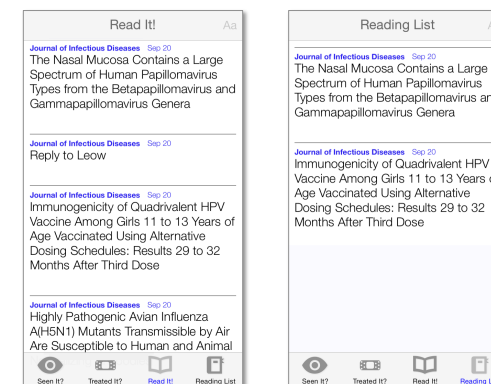 Read It!
Aa
Journal of Infectious Diseases Sep 20
The Nasal Mucosa Contains a Large
Spectrum of Human Papillomavirus
Types from the Betapapillomavirus and
Gammapapillomavirus Genera
Journal of Infectious Diseases Sep 20
Reply to Leow
Journal of Infectious Diseases Sep 20
Immunogenicity of Quadrivalent HPV
Vaccine Among Girls 11 to 13 Years of
Age Vaccinated Using Alternative
Dosing Schedules: Results 29 to 32
Months After Third Dose
Journal of Infectious Diseases Sep 20
Highly Pathogenic Avian Influenza
A(H5N1) Mutants Transmissible by Air
Are Susceptible to Human and Animal
Seen It? Treated It? Read It! Reading List
Reading List
Journal of Infectious Diseases Sep 20
The Nasal Mucosa Contains a Large
Spectrum of Human Papillomavirus
Types from the Betapapillomavirus
Gammapapillomavirus Genera
Journal of Infectious Diseases Sep 20
Immunogenicity of Quadrivalent HPV
Vaccine Among Girls 11 to 13 Years
Age Vaccinated Using Alternative
Dosing Schedules: Results 29 to 32
Months After Third Dose
Seen It? Treated It? Read It! Reading